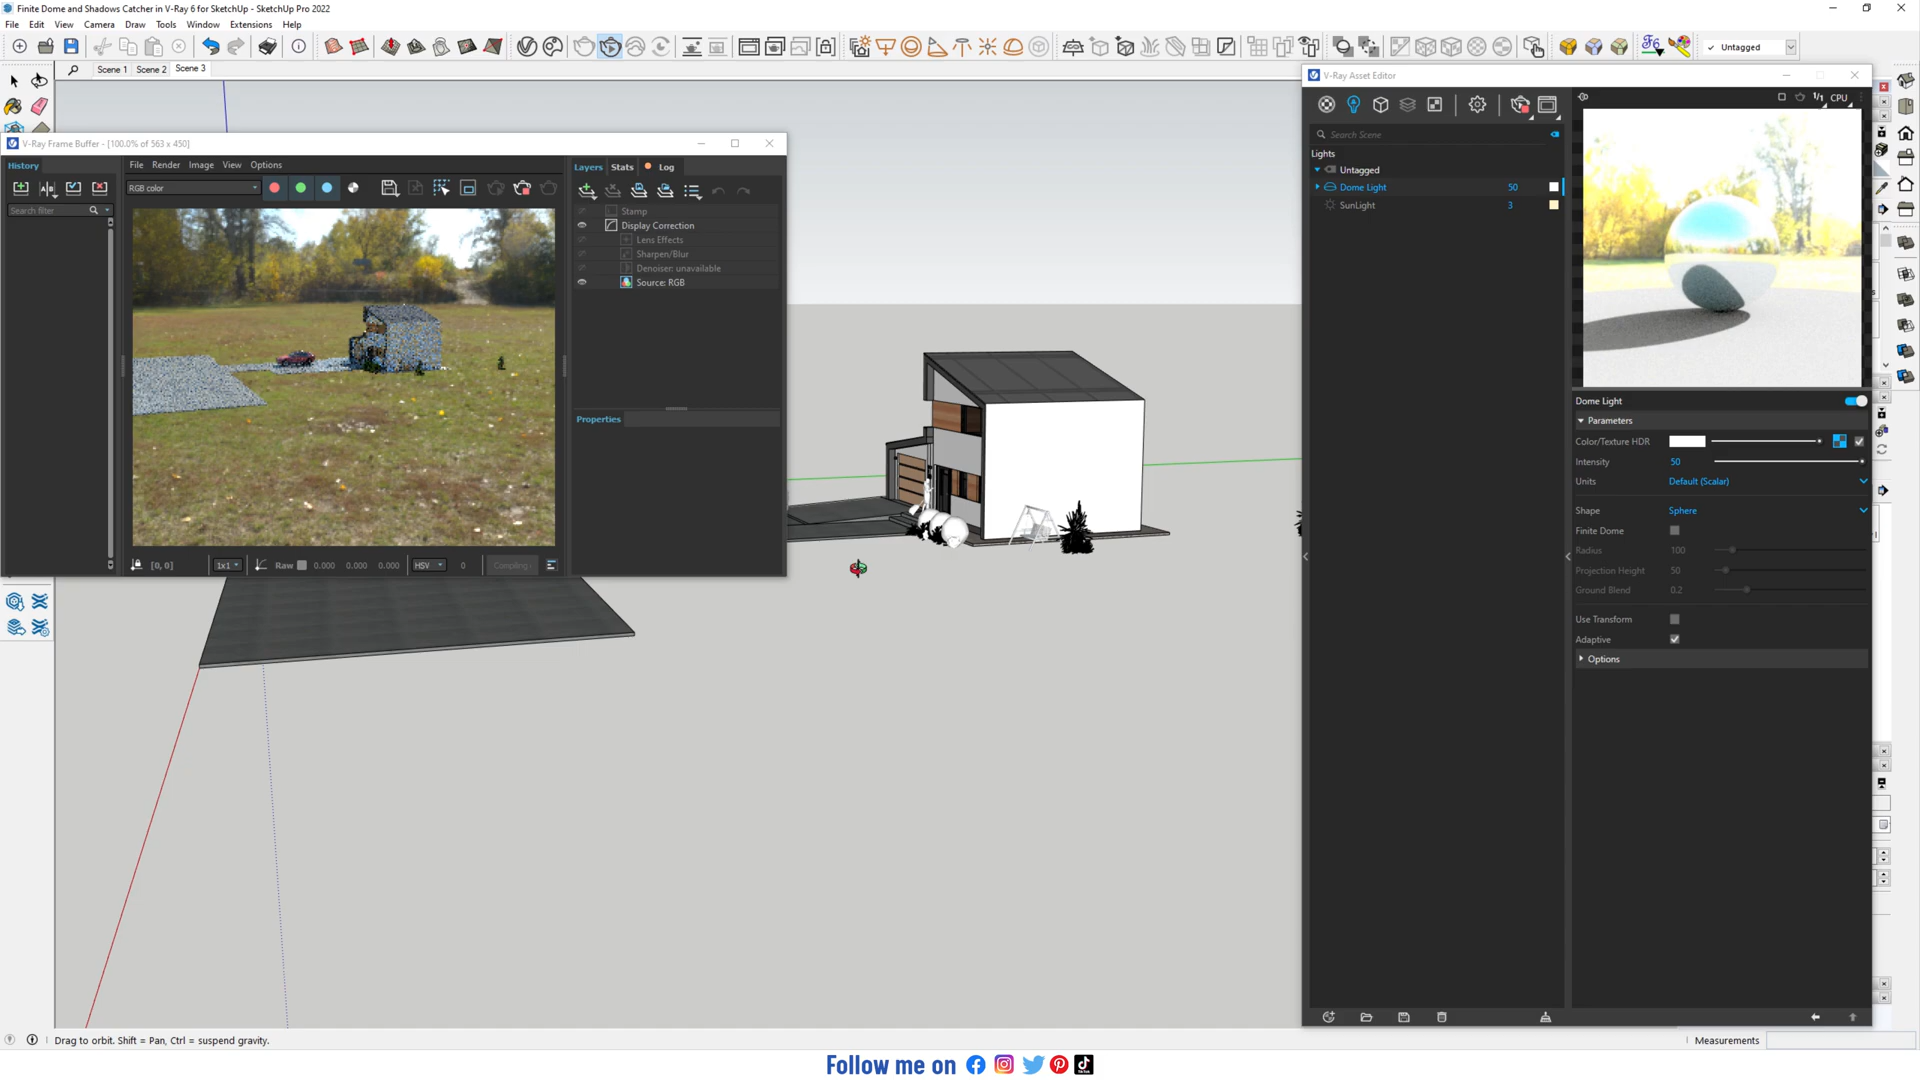 Finite Dome and Shadows Catcher in V-Ray 6 for SketchUp - SketchUp Pro 2022
File Edit View Camera Draw Tools Window Extensions Help
Untagged
Scene 1 Scene 2 Scene 3
V-Ray Frame Buffer - [100.0% of 563 x 450]
History
File Render Image View Options
RGB color
Search filter
Layers Stats Log
Stamp
Display Correction
Lens Effects
Sharpen/Blur
Denoiser: unavailable
Source: RGB
Properties
[0, 0]
1x1
Raw
0.000 0.000 0.000
HSV
0
Compiling
V-Ray Asset Editor
Search Scene
Lights
Untagged
Dome Light 50
SunLight 3
1/1 CPU
Dome Light
Parameters
Color/Texture HDR
Intensity 50
Units Default (Scalar)
Shape Sphere
Finite Dome
Radius 100
Projection Height 50
Ground Blend 0.2
Use Transform
Adaptive
Options
Drag to orbit. Shift = Pan, Ctrl = suspend gravity.
Measurements
Follow me on